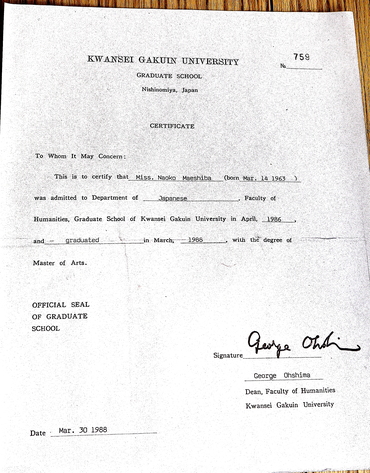 KWANSEI GAKUIN UNIVERSITY
№ 759
GRADUATE SCHOOL
Nishinomiya, Japan
CERTIFICATE
To Whom It May Concern:
This is to certify that Miss. Naoko Maeshiba (born Mar. 14 1963 )
was admitted to Department of Japanese , Faculty of
Humanities, Graduate School of Kwansei Gakuin University in April, 1986 ,
and - graduated in March, 1988 , with the degree of
Master of Arts.
OFFICIAL SEAL
OF GRADUATE
SCHOOL
Signature George Ohshima
George Ohshima
Dean, Faculty of Humanities
Kwansei Gakuin University
Date Mar. 30 1988